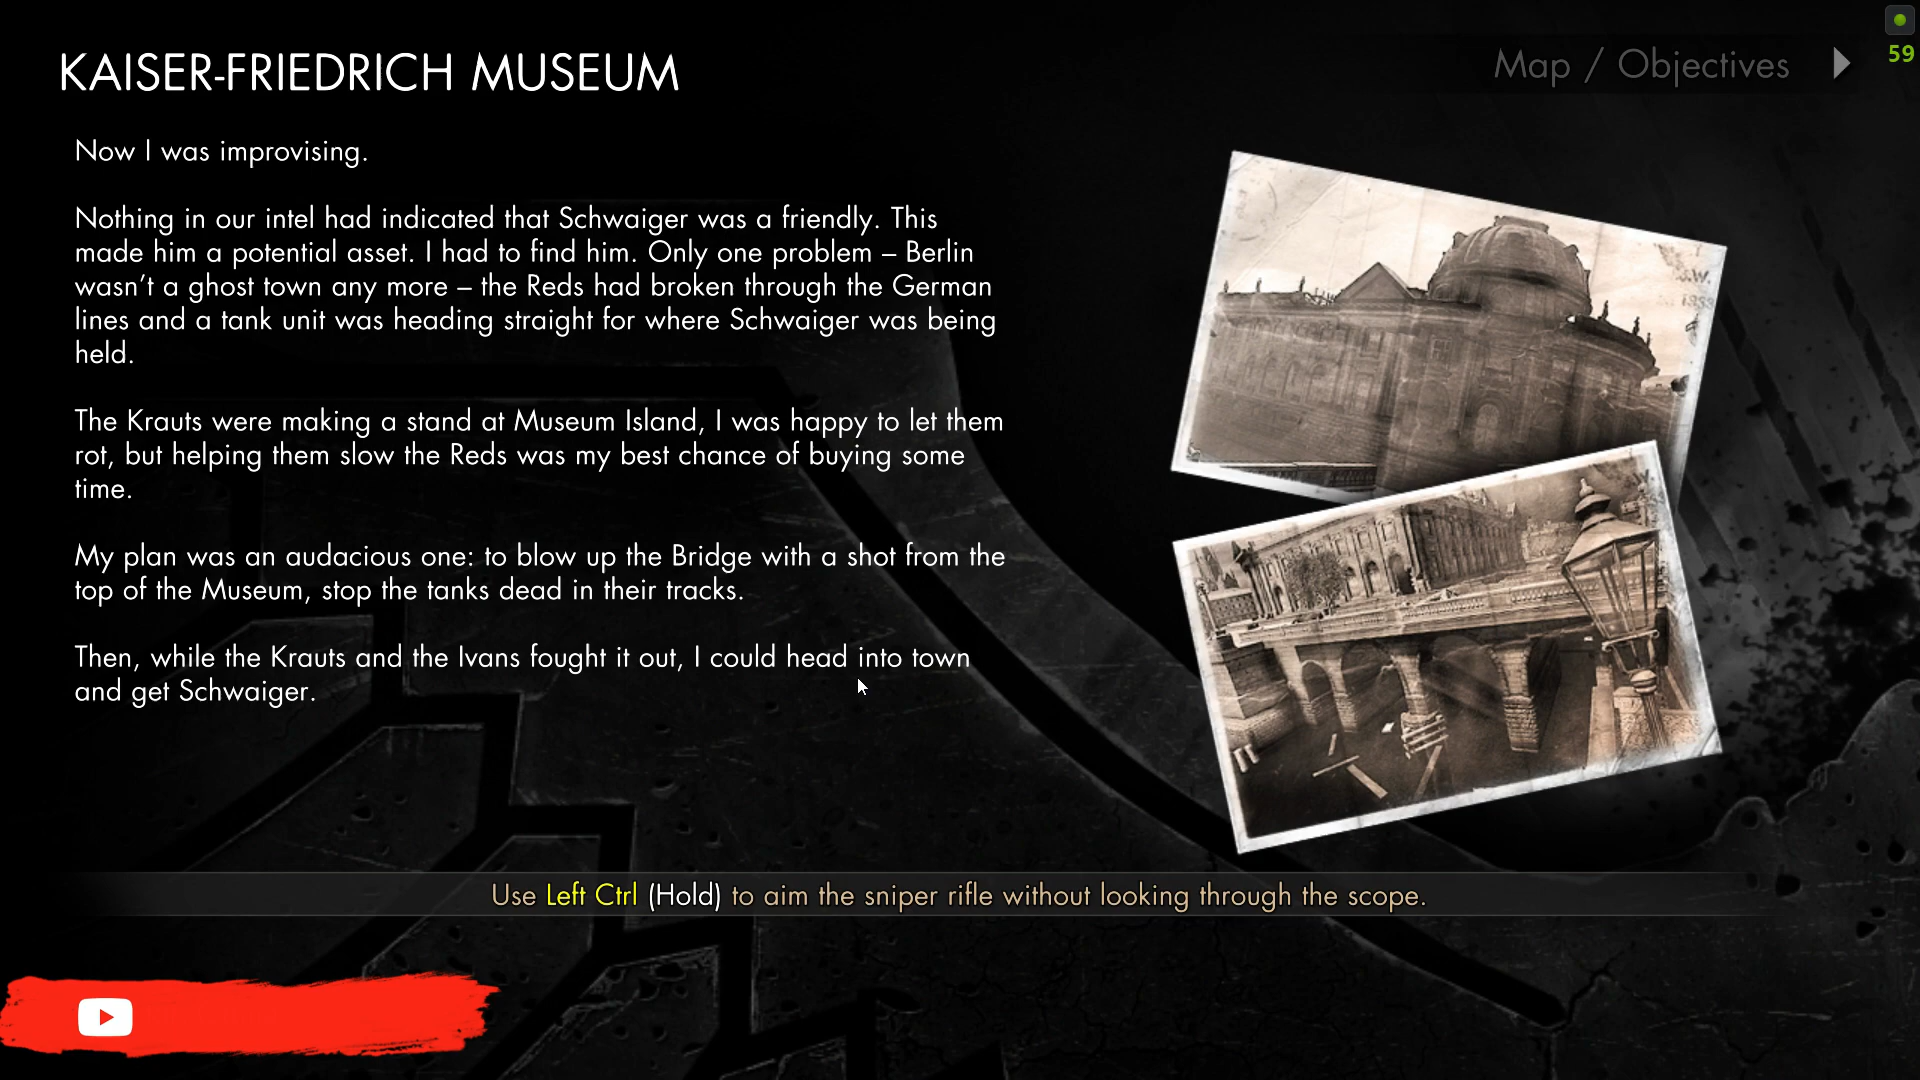 KAISER-FRIEDRICH MUSEUM
Map / Objectives
59
Now I was improvising.
Nothing in our intel had indicated that Schwaiger was a friendly. This
made him a potential asset. I had to find him. Only one problem – Berlin
wasn’t a ghost town any more – the Reds had broken through the German
lines and a tank unit was heading straight for where Schwaiger was being
held.
The Krauts were making a stand at Museum Island, I was happy to let them
rot, but helping them slow the Reds was my best chance of buying some
time.
My plan was an audacious one: to blow up the Bridge with a shot from the
top of the Museum, stop the tanks dead in their tracks.
Then, while the Krauts and the Ivans fought it out, I could head into town
and get Schwaiger.
Use Left Ctrl (Hold) to aim the sniper rifle without looking through the scope.